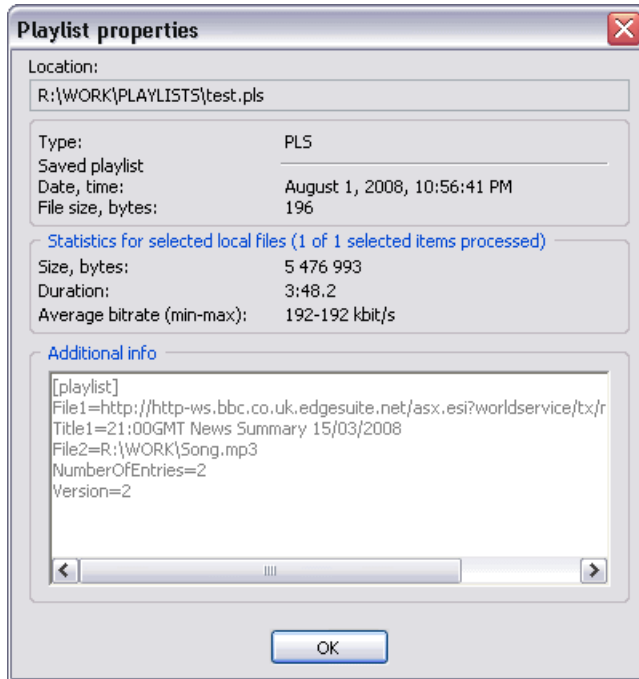 Playlist properties
Location:
R:\WORK\PLAYLISTS\test.pls
Type: PLS
Saved playlist
Date, time: August 1, 2008, 10:56:41 PM
File size, bytes: 196
Statistics for selected local files (1 of 1 selected items processed)
Size, bytes: 5 476 993
Duration: 3:48.2
Average bitrate (min-max): 192-192 kbit/s
Additional info
[playlist]
File1=http://http-ws.bbc.co.uk.edgesuite.net/asx.esi?worldservice/tx/r
Title1=21:00GMT News Summary 15/03/2008
File2=R:\WORK\Song.mp3
NumberOfEntries=2
Version=2
OK